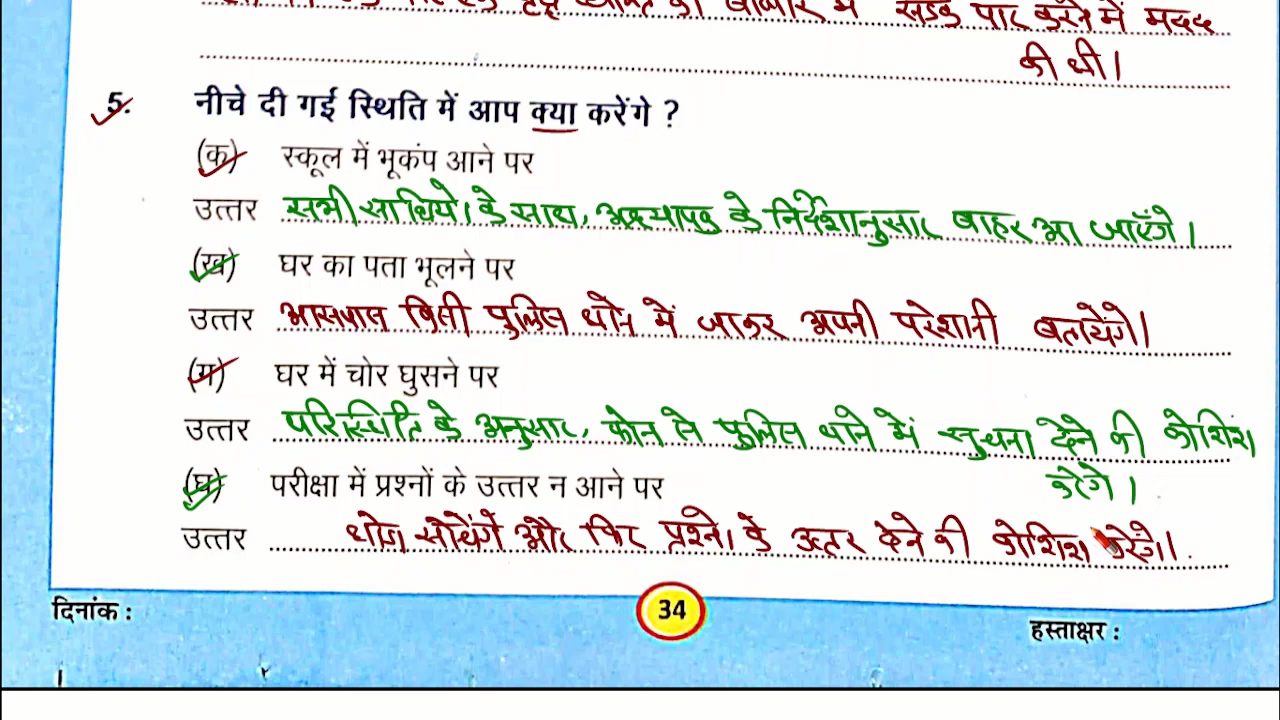 को बाजार में सड़क पार करने में मदद
की थी।
5. नीचे दी गई स्थिति में आप क्या करेंगे ?
(क) स्कूल में भूकंप आने पर
उत्तर सभी साथियों के साथ, अध्यापक के निर्देशानुसार बाहर आ जाएँगे।
(ख) घर का पता भूलने पर
उत्तर आसपास किसी पुलिस थाने में जाकर अपनी परेशानी बतायेंगे।
(ग) घर में चोर घुसने पर
उत्तर परिस्थिति के अनुसार, फोन से पुलिस थाने में सुचना देने की कोशिश
करेंगे।
(घ) परीक्षा में प्रश्नों के उत्तर न आने पर
उत्तर थोड़ा सोचेंगे और फिर प्रश्नों के उत्तर देने की कोशिश करेंगे।
दिनांक :
34
हस्ताक्षर :